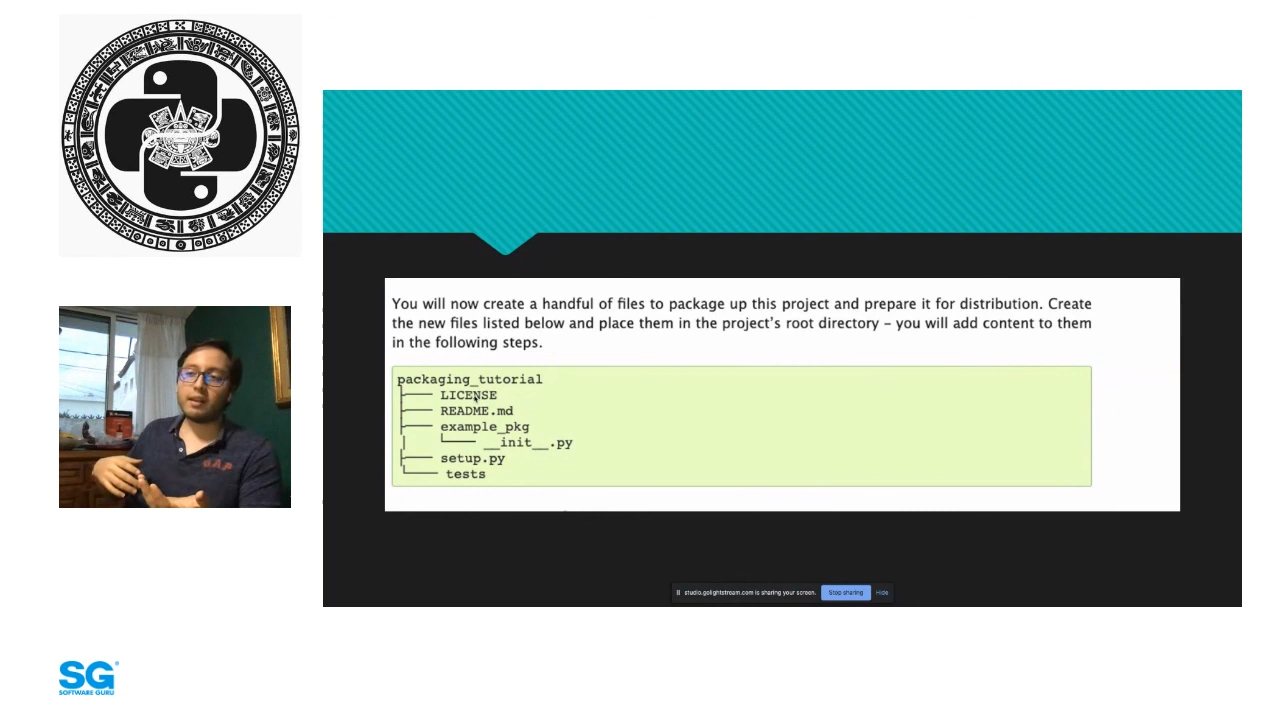 You will now create a handful of files to package up this project and prepare it for distribution. Create
the new files listed below and place them in the project's root directory – you will add content to them
in the following steps.
packaging_tutorial
├── LICENSE
├── README.md
├── example_pkg
│   └── __init__.py
├── setup.py
└── tests
GAP
studio.golightstream.com is sharing your screen. Stop sharing Hide
SG®
SOFTWARE GURU